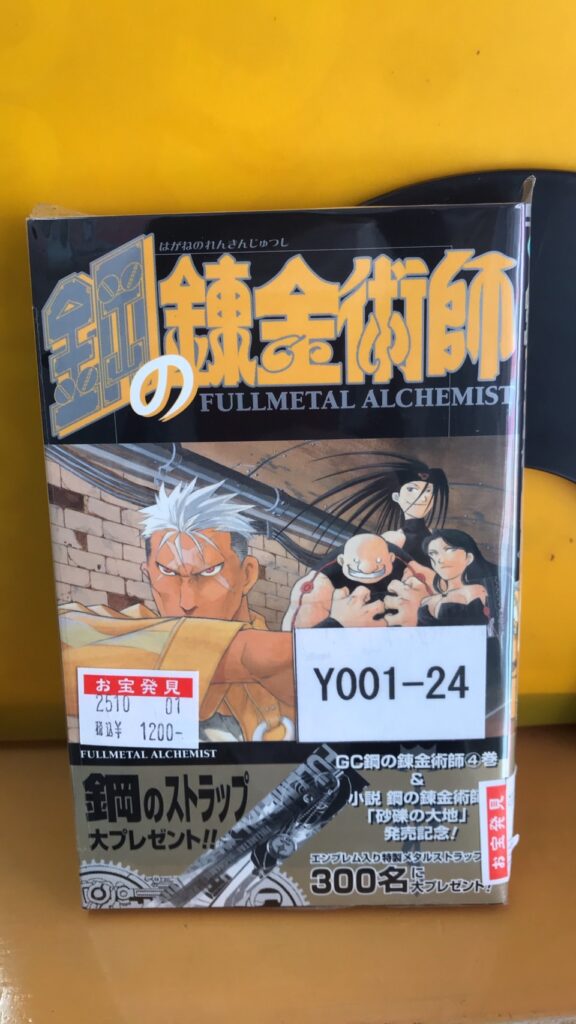 はがねのれんきんじゅつし
鋼の錬金術師
FULLMETAL ALCHEMIST
Y001-24
お宝発見
2510 01
税込¥ 1200-
FULLMETAL ALCHEMIST
鋼のストラップ
大プレゼント!!
GC鋼の錬金術師④巻
&
小説 鋼の錬金術師
「砂礫の大地」
発売記念!
エンブレム入り特製メタルストラップ
300名に
大プレゼント!
お宝発見